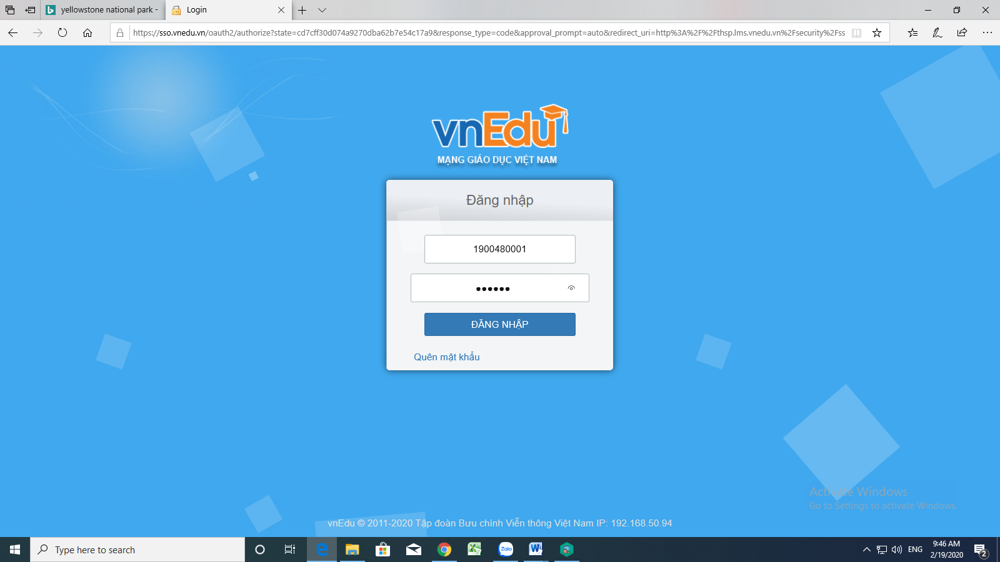 yellowstone national park -
Login
https://sso.vnedu.vn/oauth2/authorize?state=cd7cff30d074a9270dba62b7e54c17a9&response_type=code&approval_prompt=auto&redirect_uri=http%3A%2F%2Fthsp.lms.vnedu.vn%2Fsecurity%2Fss
vnEdu
MẠNG GIÁO DỤC VIỆT NAM
Đăng nhập
1900480001
••••••
ĐĂNG NHẬP
Quên mật khẩu
Activate Windows
Go to Settings to activate Windows.
vnEdu © 2011-2020 Tập đoàn Bưu chính Viễn thông Việt Nam IP: 192.168.50.94
Type here to search
Zalo
ENG
9:46 AM
2/19/2020
2